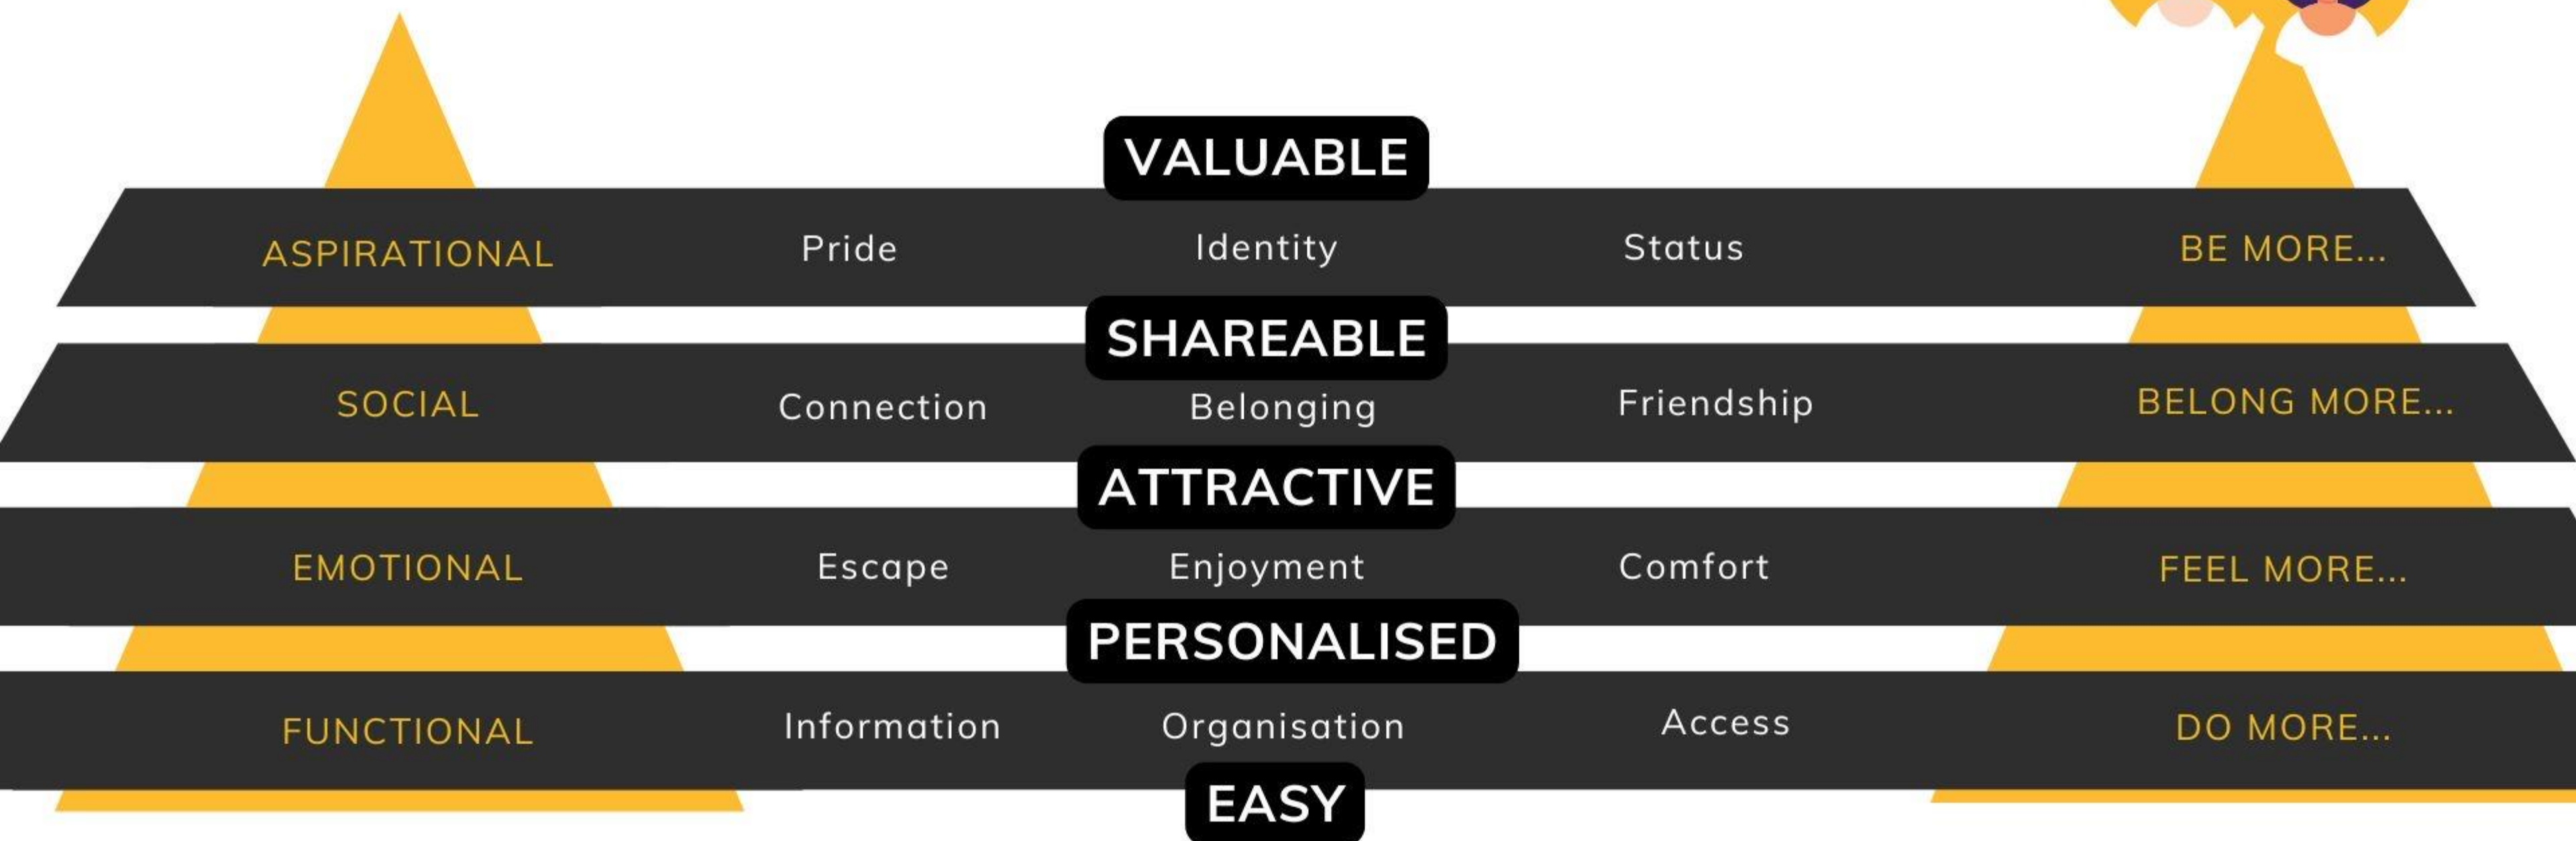 VALUABLE
ASPIRATIONAL Pride Identity Status BE MORE...
SHAREABLE
SOCIAL Connection Belonging Friendship BELONG MORE...
ATTRACTIVE
EMOTIONAL Escape Enjoyment Comfort FEEL MORE...
PERSONALISED
FUNCTIONAL Information Organisation Access DO MORE...
EASY